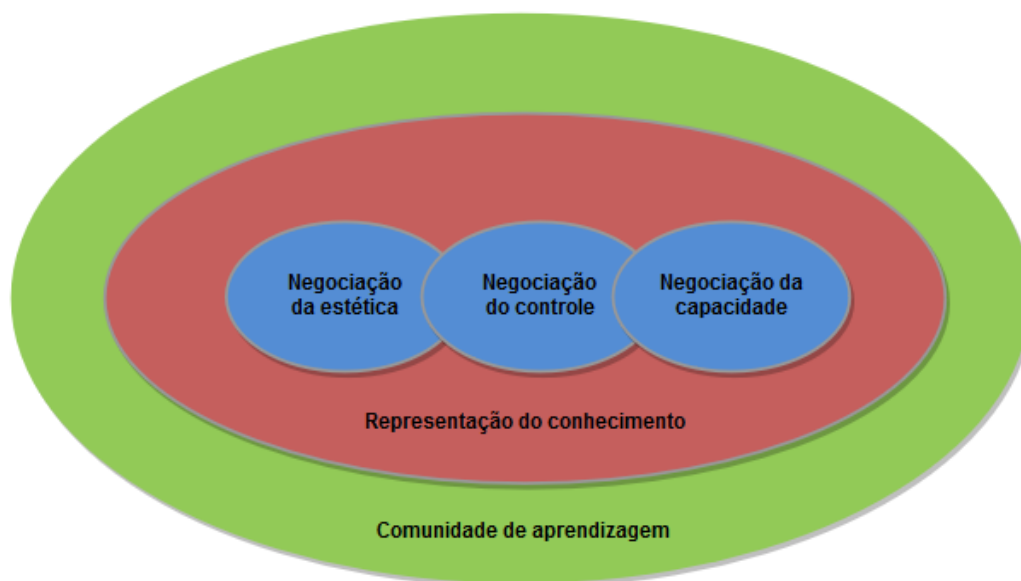 Negociação
da estética
Negociação
do controle
Negociação da
capacidade
Representação do conhecimento
Comunidade de aprendizagem